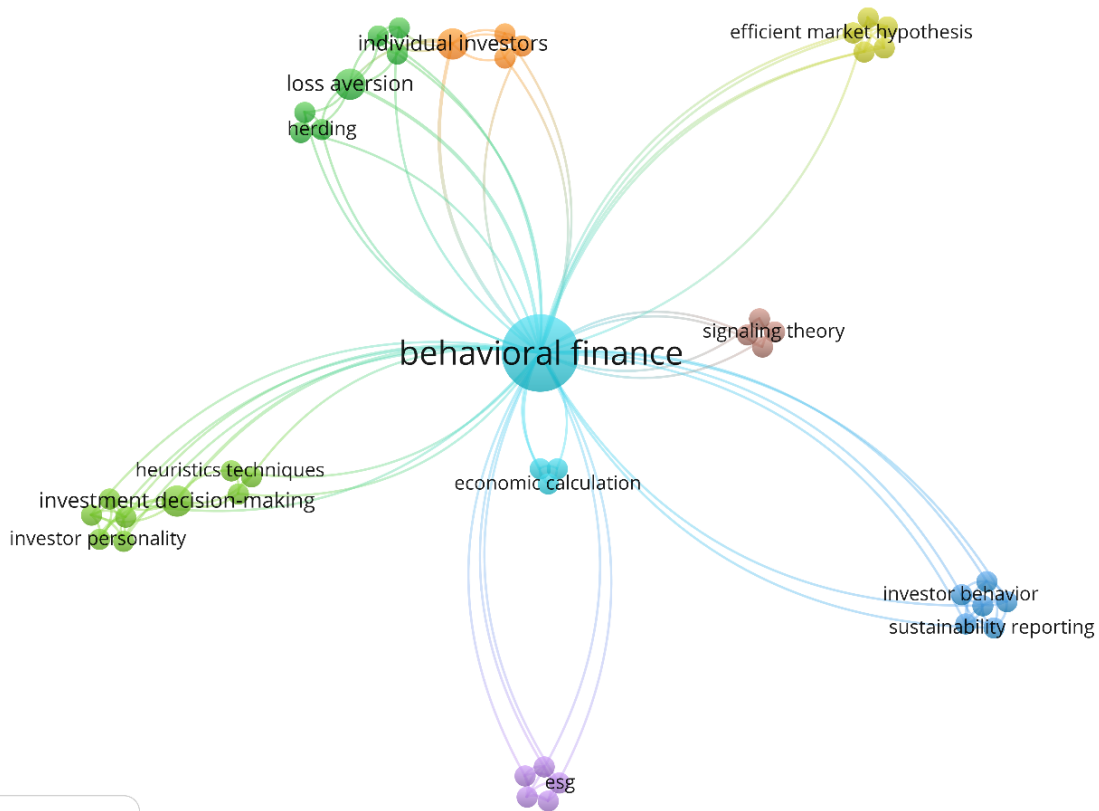 efficient market hypothesis
individual investors
loss aversion
herding
signaling theory
behavioral finance
heuristics techniques
economic calculation
investment decision-making
investor personality
investor behavior
sustainability reporting
esg